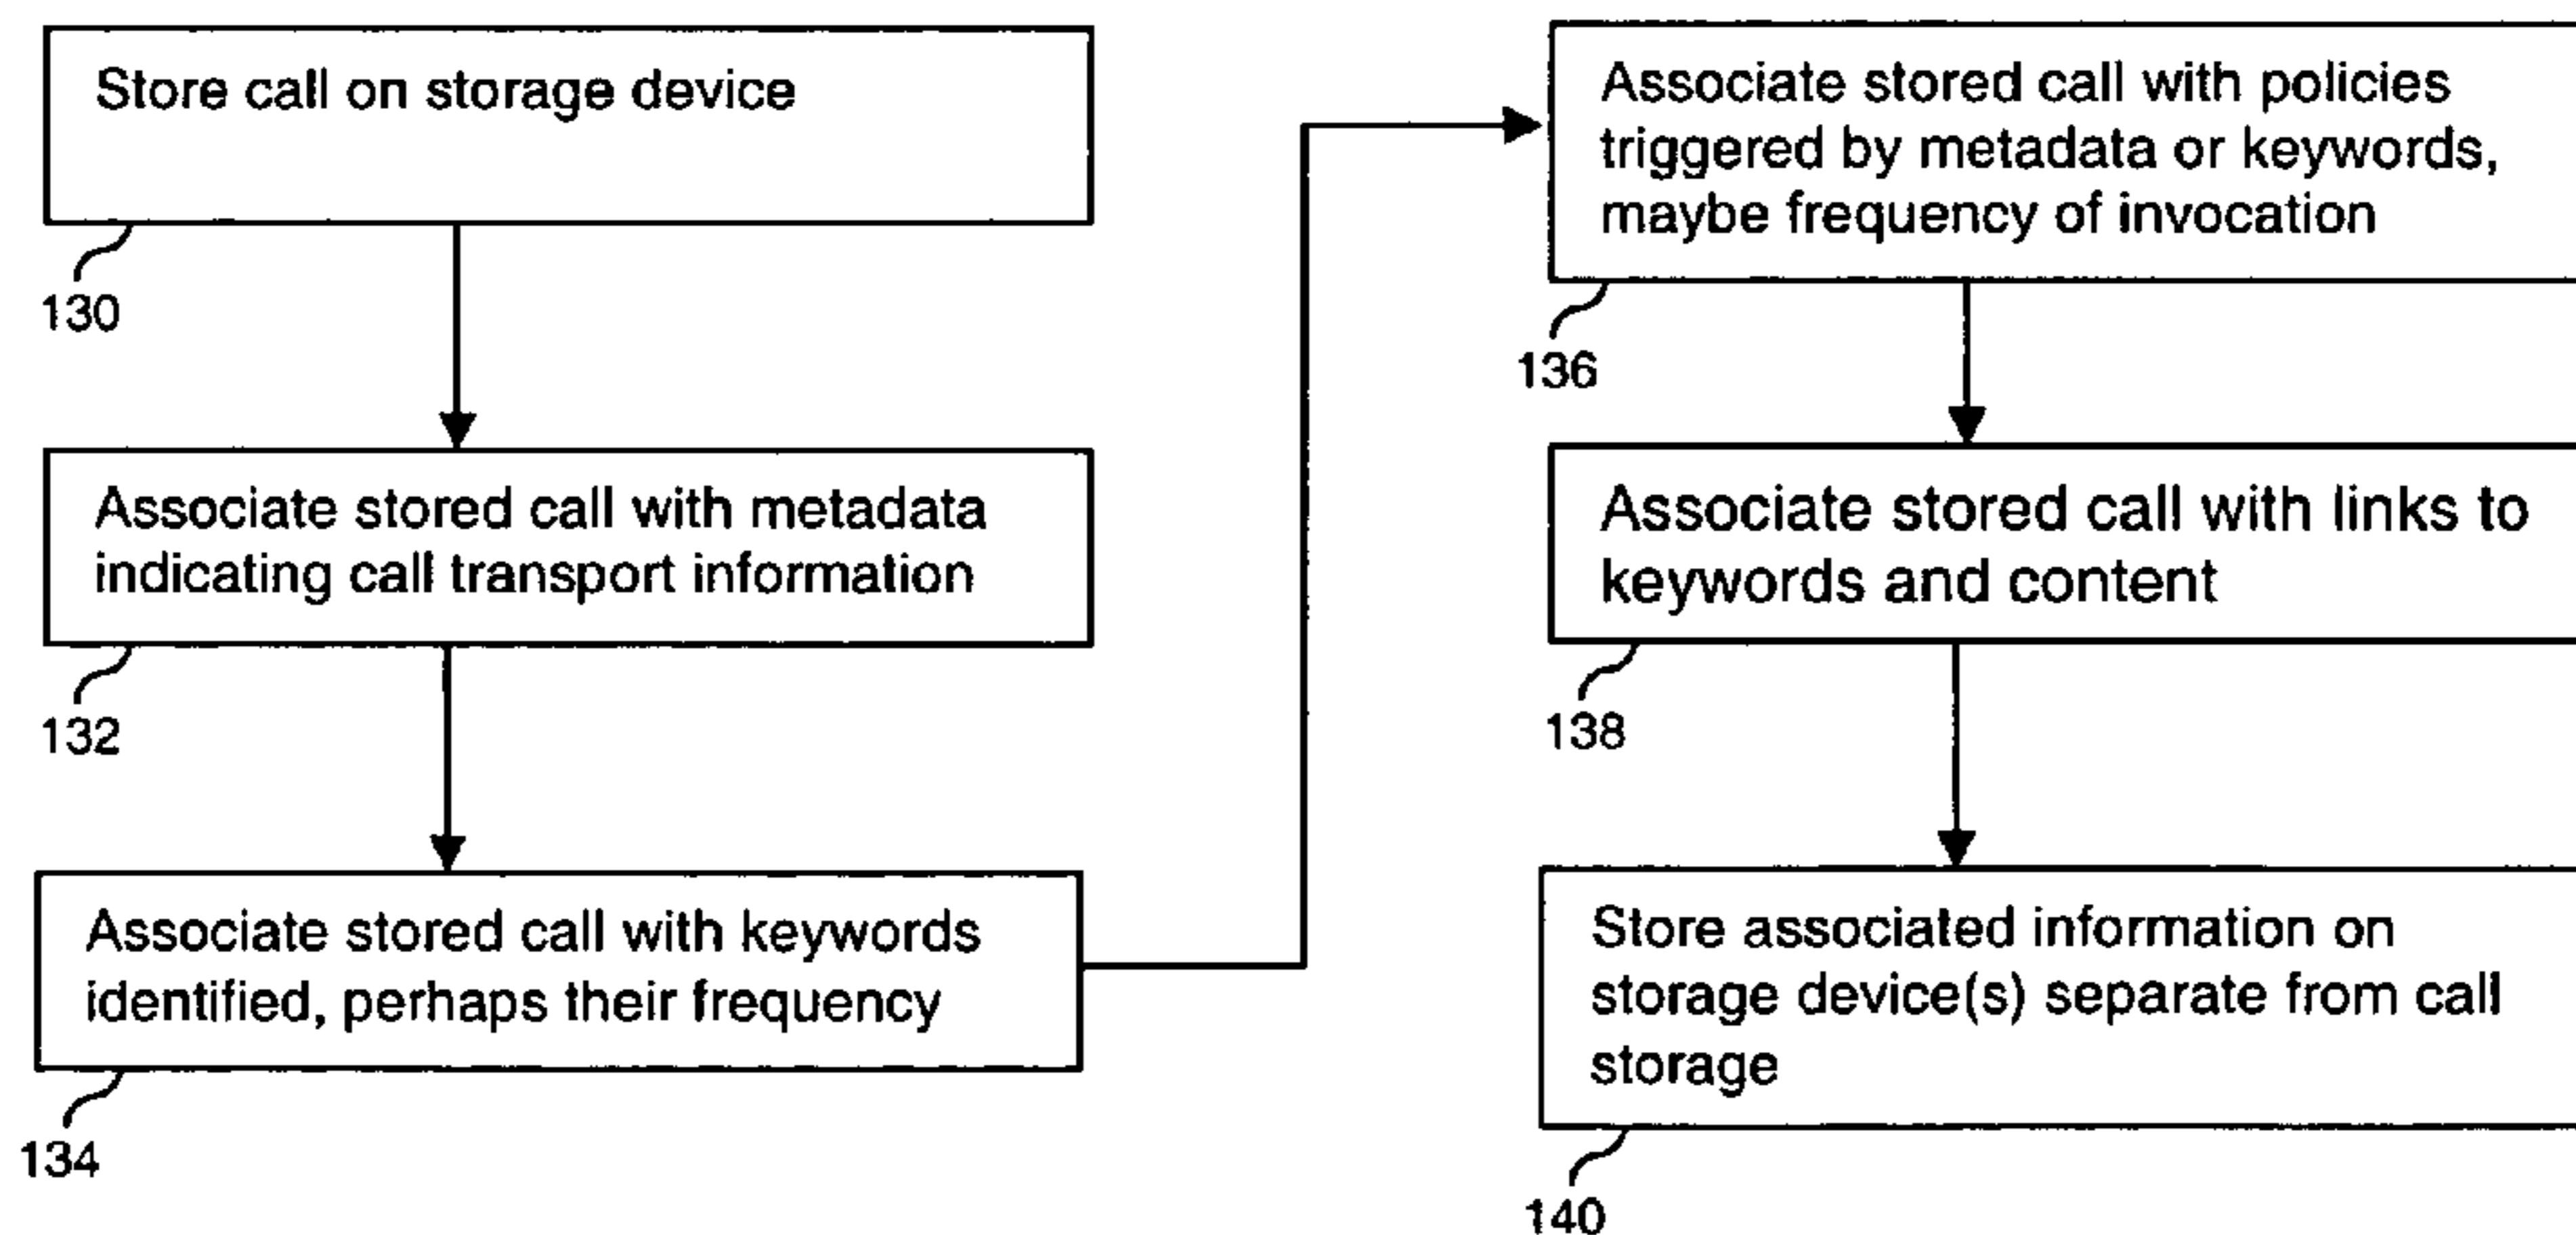 Store call on storage device
130
Associate stored call with metadata
indicating call transport information
132
Associate stored call with keywords
identified, perhaps their frequency
134
Associate stored call with policies
triggered by metadata or keywords,
maybe frequency of invocation
136
Associate stored call with links to
keywords and content
138
Store associated information on
storage device(s) separate from call
storage
140